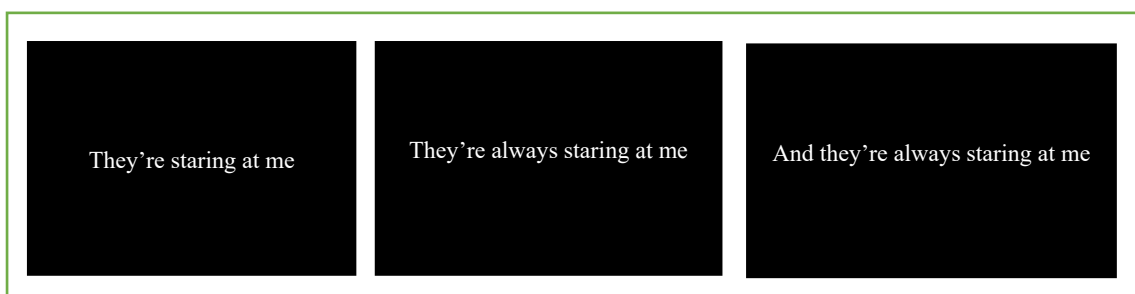 They’re staring at me
They’re always staring at me
And they’re always staring at me